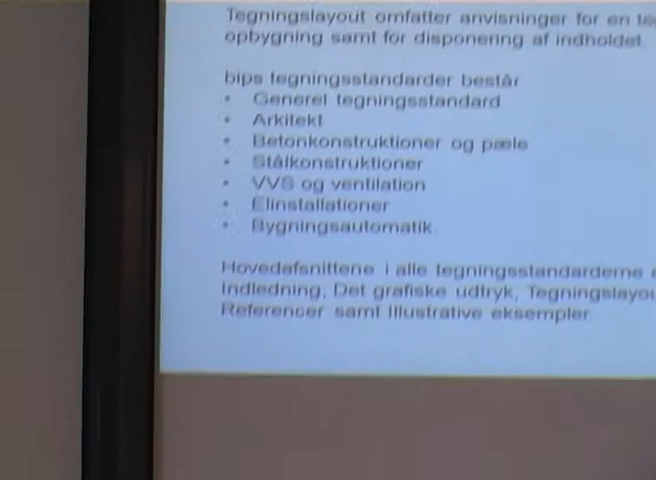 Tegningslayout omfatter anvisninger for en
opbygning samt for disponering af indholdet.
bips tegningsstandarder består
• Generel tegningsstandard
• Arkitekt
• Betonkonstruktioner og pæle
• Stålkonstruktioner
• VVS og ventilation
• Elinstallationer
• Bygningsautomatik
Hovedafsnittene i alle tegningsstandarderne
Indledning, Det grafiske udtryk, Tegningslayou
Referencer samt Illustrative eksempler.